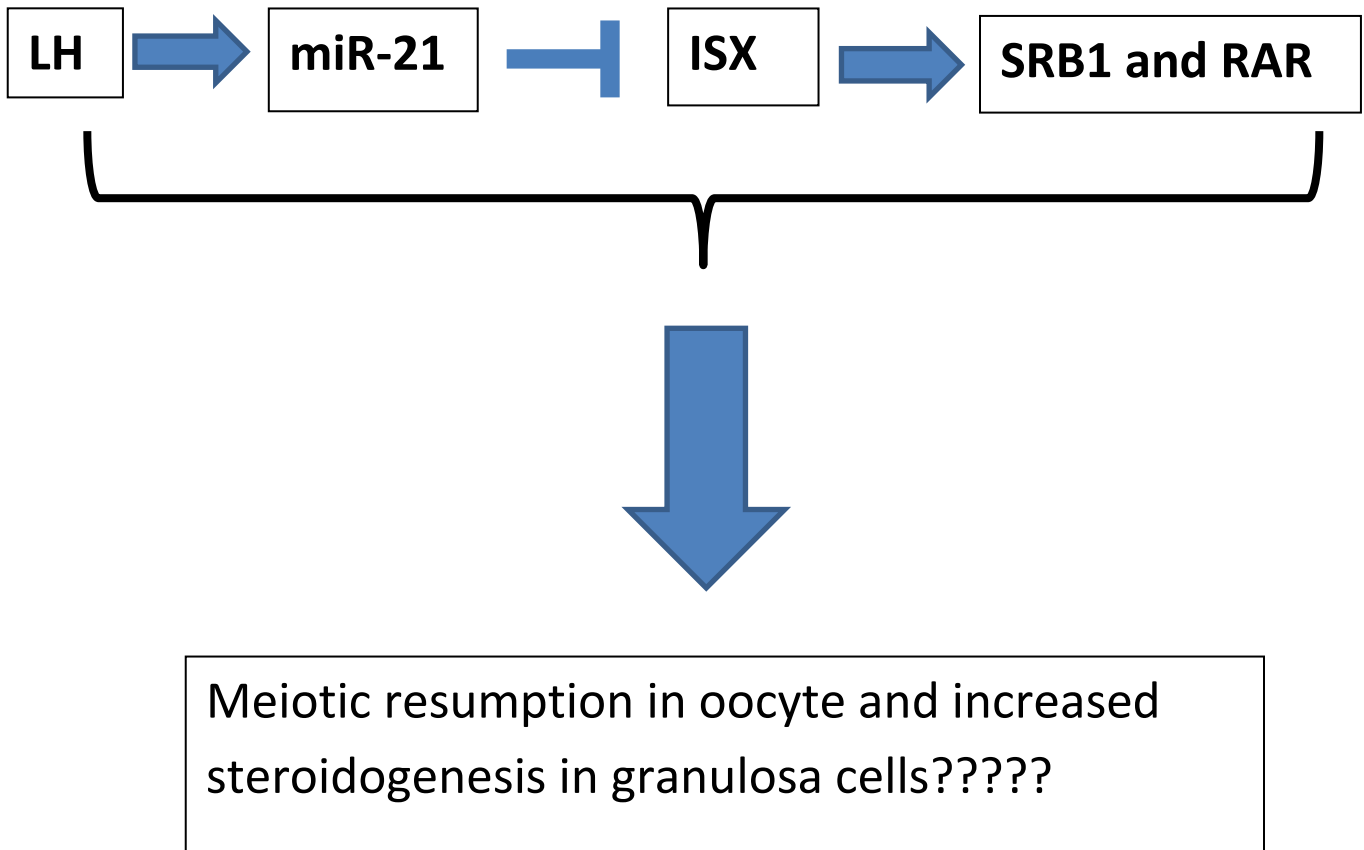 LH miR-21 ISX SRB1 and RAR
Meiotic resumption in oocyte and increased
steroidogenesis in granulosa cells?????